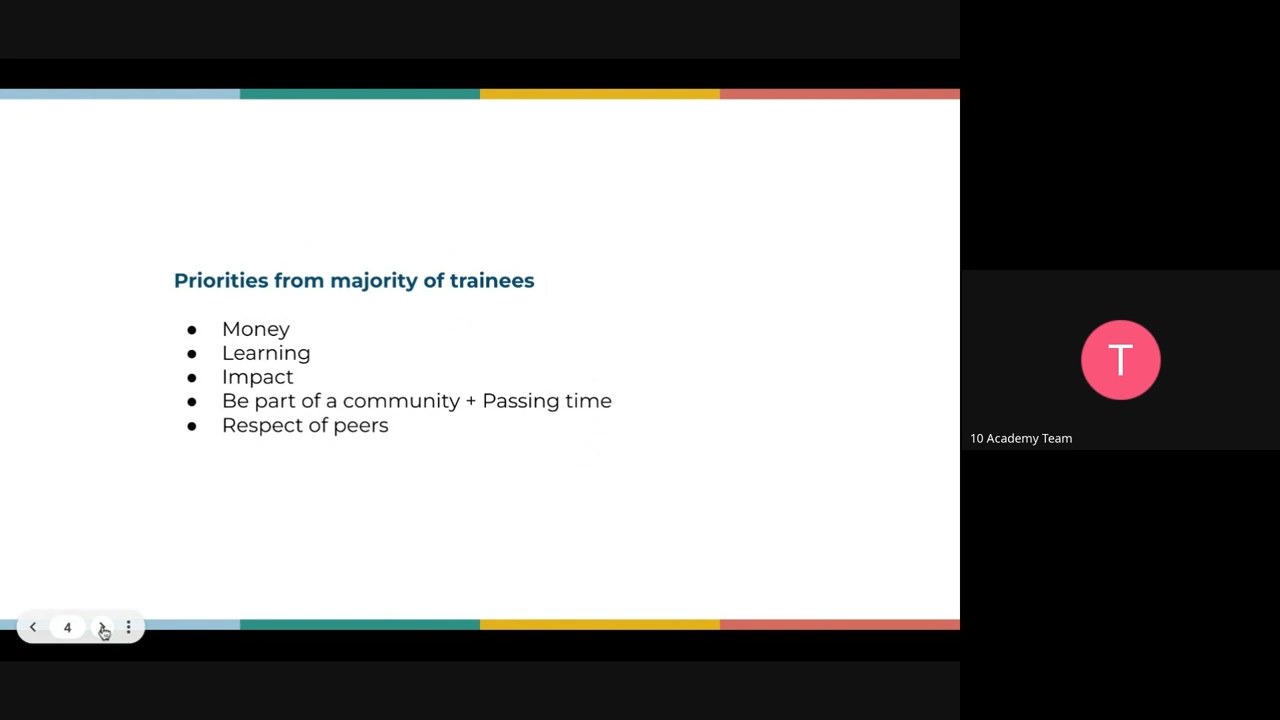 Priorities from majority of trainees
● Money
● Learning
● Impact
● Be part of a community + Passing time
● Respect of peers
4
T
10 Academy Team